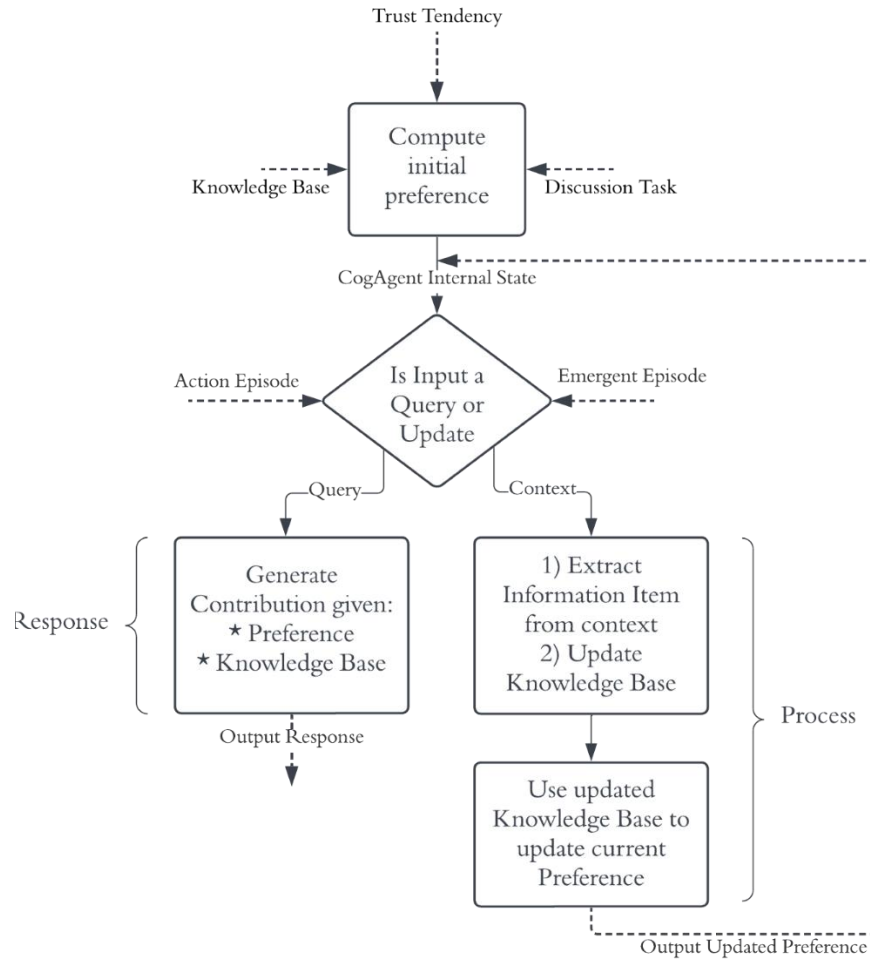 Trust Tendency
Compute
initial
preference
Knowledge Base
Discussion Task
CogAgent Internal State
Action Episode
Is Input a
Query or
Update
Emergent Episode
Query
Context
Response
Generate
Contribution given:
★ Preference
★ Knowledge Base
1) Extract
Information Item
from context
2) Update
Knowledge Base
Process
Output Response
Use updated
Knowledge Base to
update current
Preference
Output Updated Preference